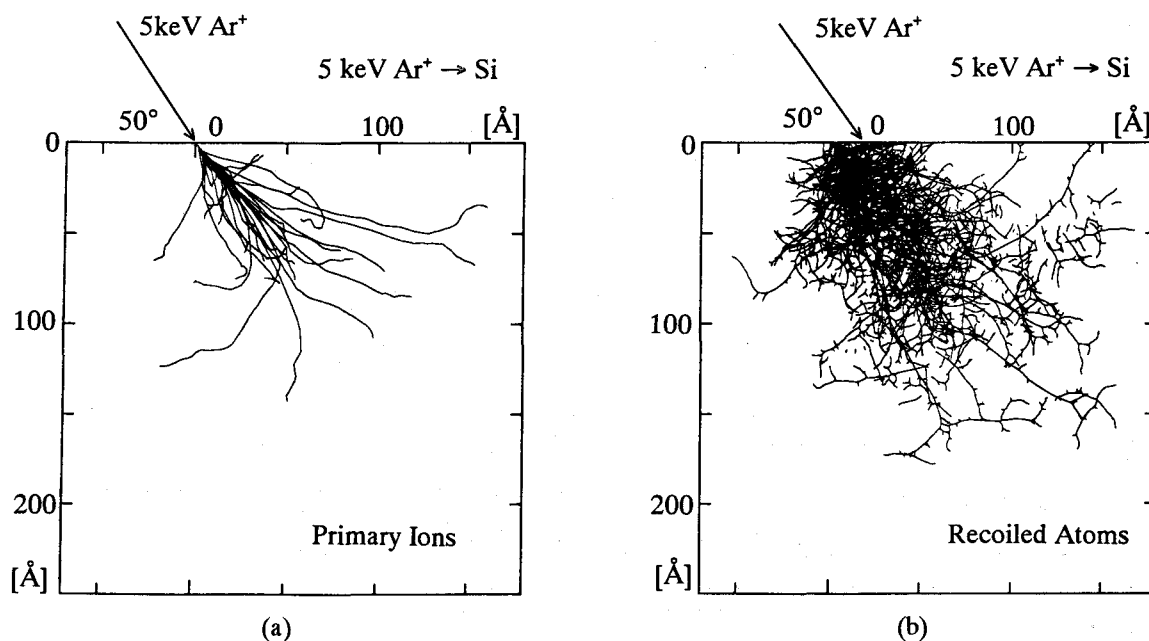 5keV Ar⁺
5 keV Ar⁺ → Si
50° 0 100 [Å]
0
100
200
Primary Ions
[Å]
(a)
5keV Ar⁺
5 keV Ar⁺ → Si
50° 0 100 [Å]
0
100
200
Recoiled Atoms
[Å]
(b)